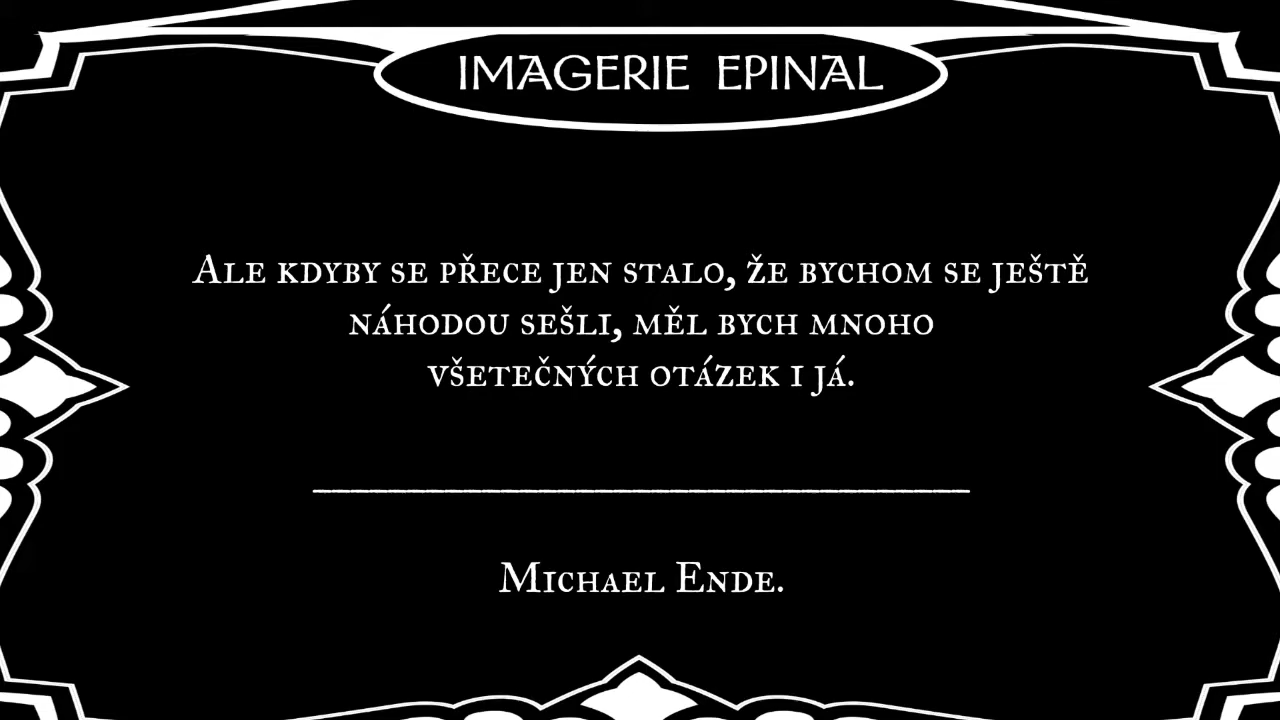 IMAGERIE EPINAL
Ale kdyby se přece jen stalo, že bychom se ještě
náhodou sešli, měl bych mnoho
všetečných otázek i já.
Michael Ende.